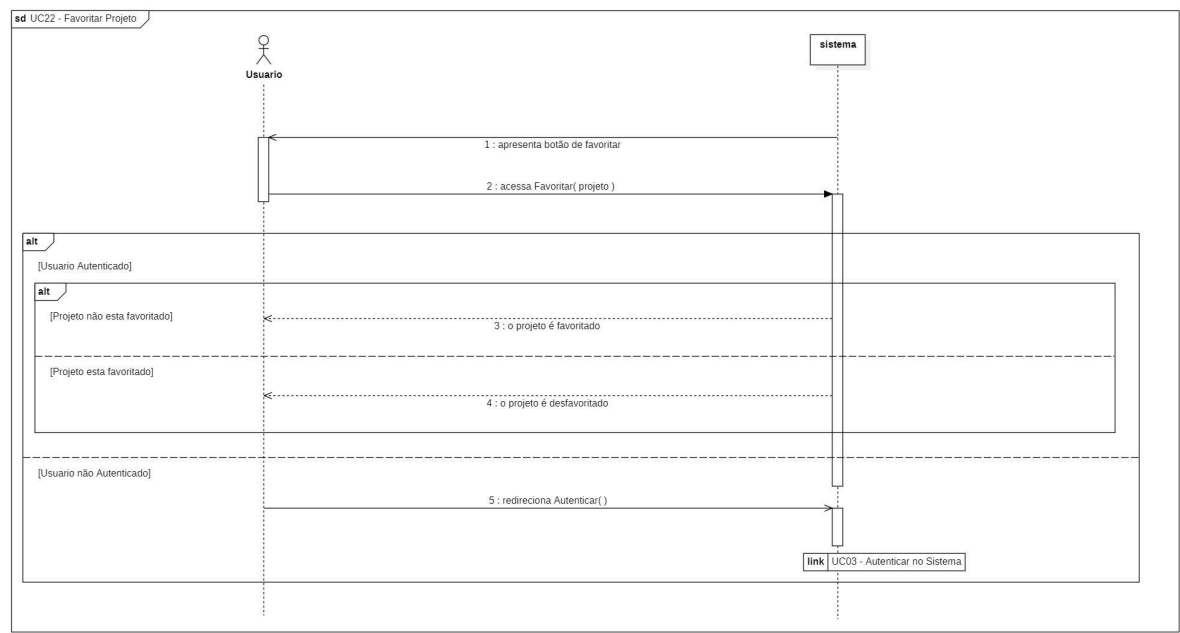 sd UC22 - Favoritar Projeto
sistema
Usuario
1 : apresenta botão de favoritar
2 : acessa Favoritar( projeto )
alt
[Usuario Autenticado]
alt
[Projeto não esta favoritado]
3 : o projeto é favoritado
[Projeto esta favoritado]
4 : o projeto é desfavoritado
[Usuario não Autenticado]
5 : redireciona Autenticar( )
link UC03 - Autenticar no Sistema